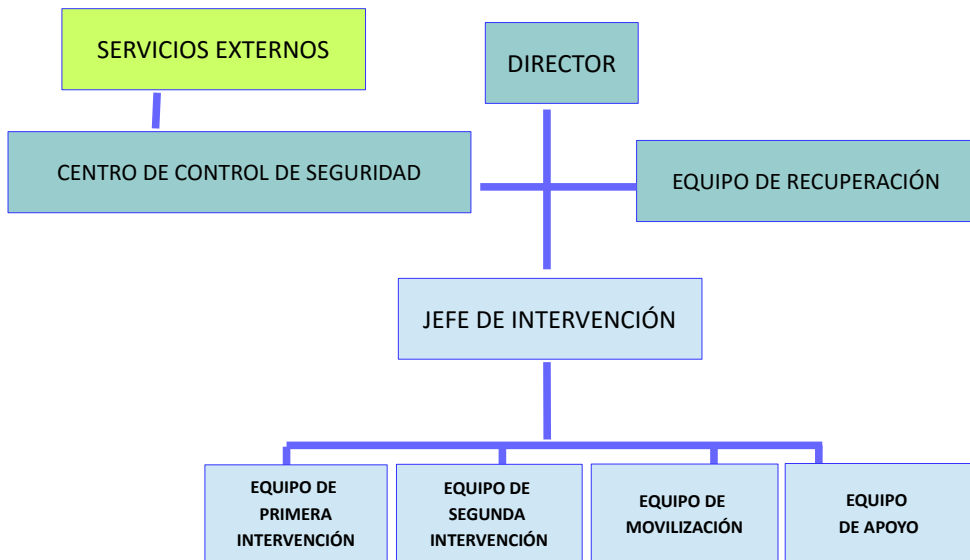 SERVICIOS EXTERNOS
DIRECTOR
CENTRO DE CONTROL DE SEGURIDAD
EQUIPO DE RECUPERACIÓN
JEFE DE INTERVENCIÓN
EQUIPO DE
PRIMERA
INTERVENCIÓN
EQUIPO DE
SEGUNDA
INTERVENCIÓN
EQUIPO DE
MOVILIZACIÓN
EQUIPO
DE APOYO